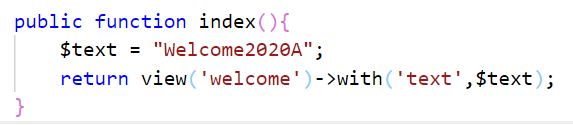 public function index(){
    $text = "Welcome2020A";
    return view('welcome')->with('text',$text);
}